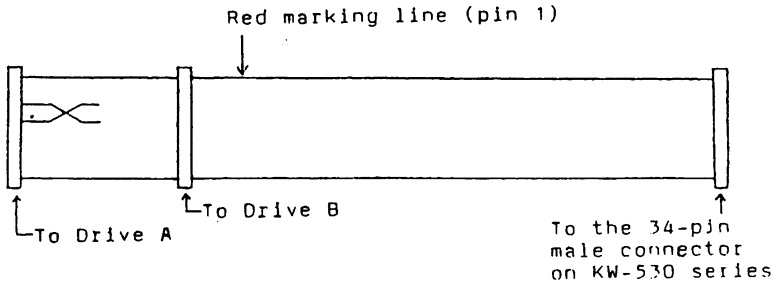 Red marking line (pin 1)
To Drive A
To Drive B
To the 34-pin
male connector
on KW-530 series